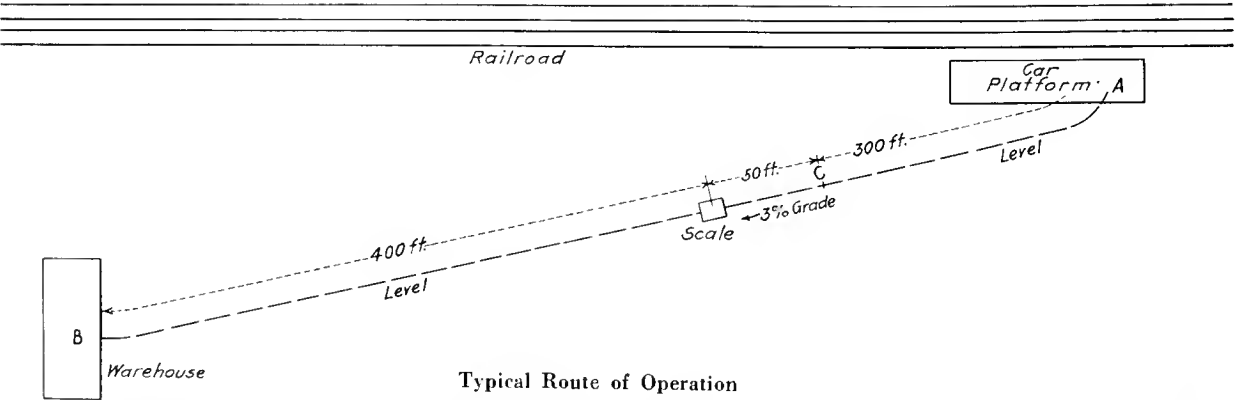 Railroad
Car
Platform. A
300 ft.
Level
50 ft.
C
3% Grade
Scale
400 ft.
Level
B
Warehouse
Typical Route of Operation